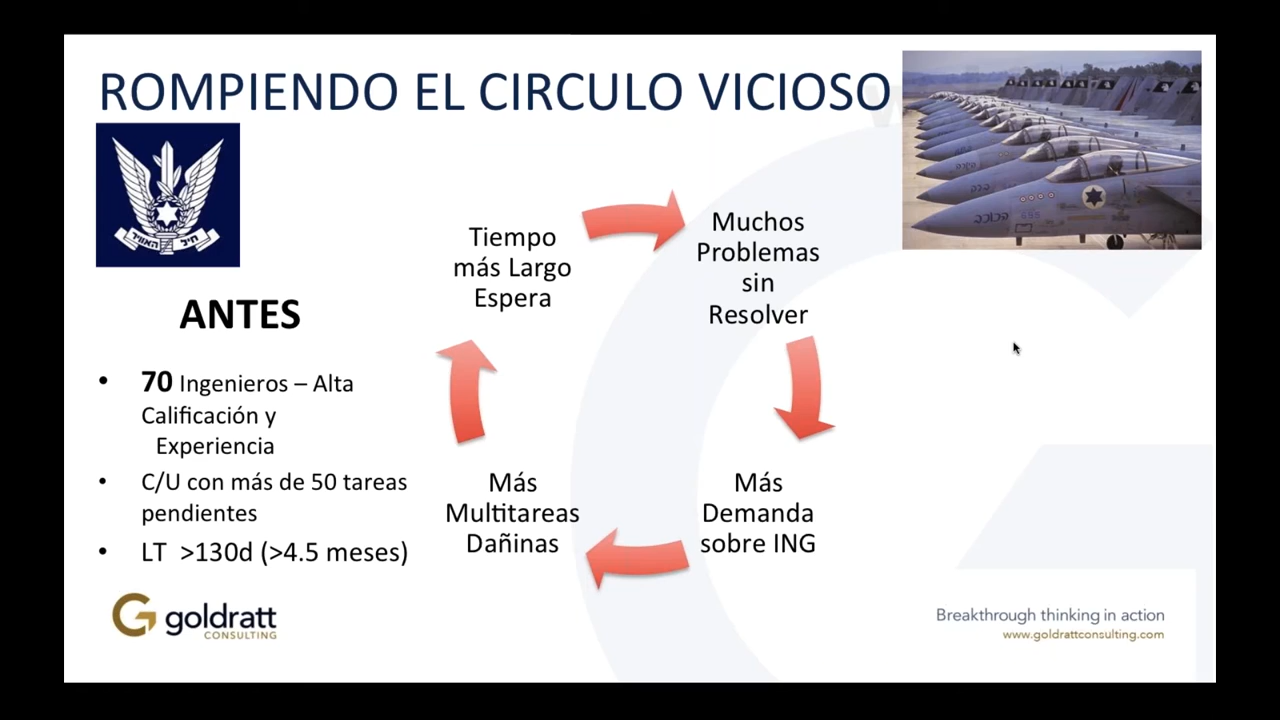 ROMPIENDO EL CIRCULO VICIOSO
חיל האוויר
ANTES
• 70 Ingenieros – Alta
Calificación y
Experiencia
• C/U con más de 50 tareas
pendientes
• LT >130d (>4.5 meses)
Tiempo
más Largo
Espera
Muchos
Problemas
sin
Resolver
Más
Demanda
sobre ING
Más
Multitareas
Dañinas
goldratt
CONSULTING
Breakthrough thinking in action
www.goldrattconsulting.com